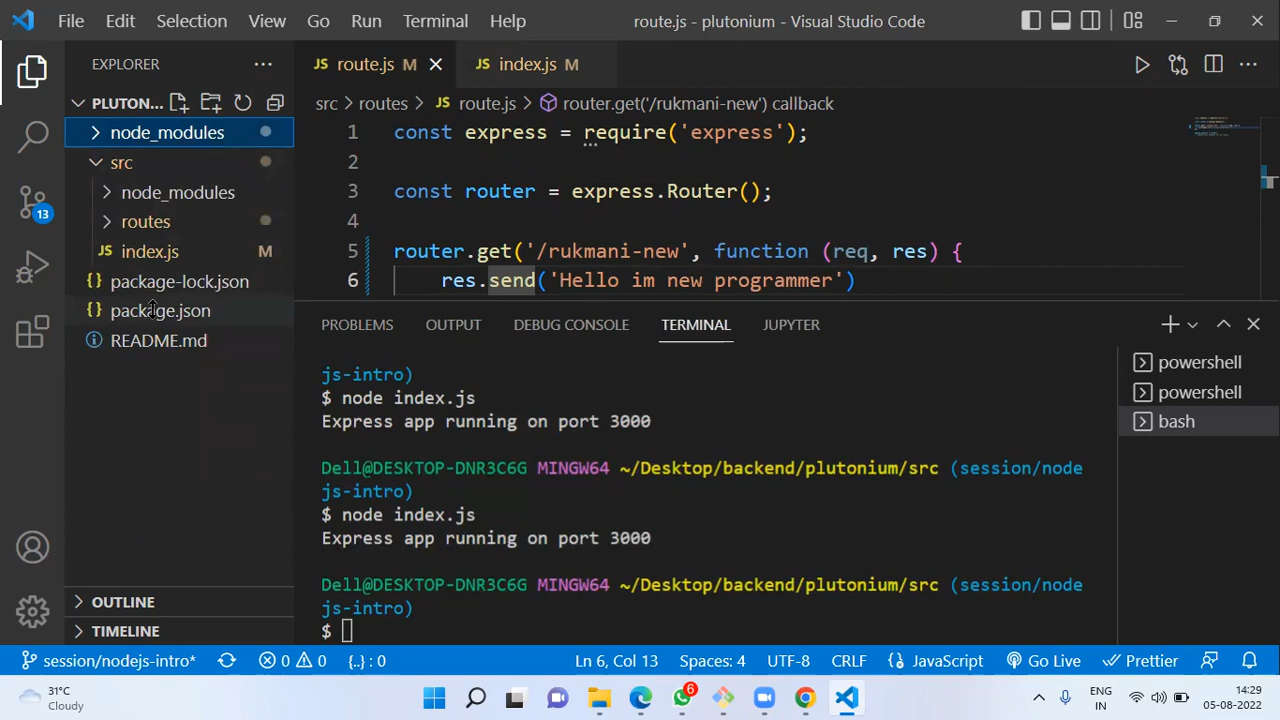 File Edit Selection View Go Run Terminal Help route.js - plutonium - Visual Studio Code
EXPLORER
route.js M
index.js M
PLUTON...
src > routes > route.js > router.get('/rukmani-new') callback
node_modules
src
node_modules
routes
index.js M
package-lock.json
package.json
README.md
OUTLINE
TIMELINE
13
1 const express = require('express');
2
3 const router = express.Router();
4
5 router.get('/rukmani-new', function (req, res) {
6 res.send('Hello im new programmer')
PROBLEMS OUTPUT DEBUG CONSOLE TERMINAL JUPYTER
js-intro)
$ node index.js
Express app running on port 3000
Dell@DESKTOP-DNR3C6G MINGW64 ~/Desktop/backend/plutonium/src (session/node
js-intro)
$ node index.js
Express app running on port 3000
Dell@DESKTOP-DNR3C6G MINGW64 ~/Desktop/backend/plutonium/src (session/node
js-intro)
$
powershell
powershell
bash
session/nodejs-intro* 0 0 {..} : 0 Ln 6, Col 13 Spaces: 4 UTF-8 CRLF JavaScript Go Live Prettier
31°C
Cloudy
6
ENG
IN
14:29
05-08-2022